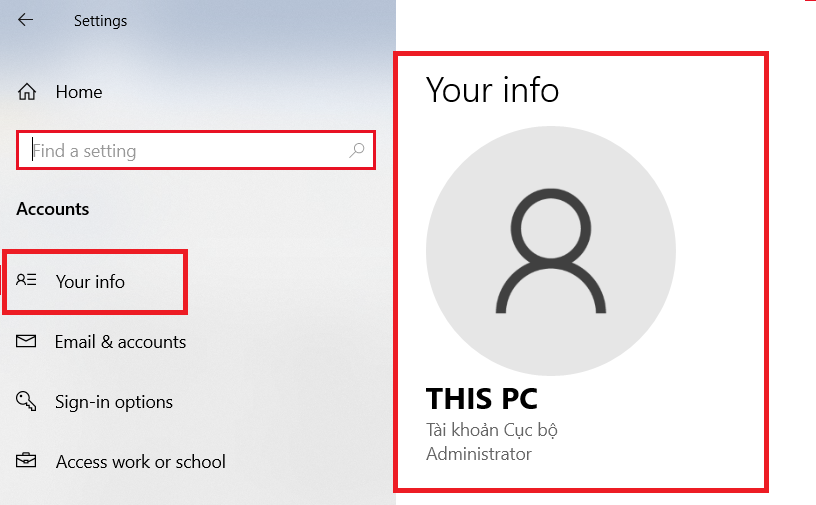 Settings
Home
Find a setting
Accounts
Your info
Email & accounts
Sign-in options
Access work or school
Your info
THIS PC
Tài khoản Cục bộ
Administrator